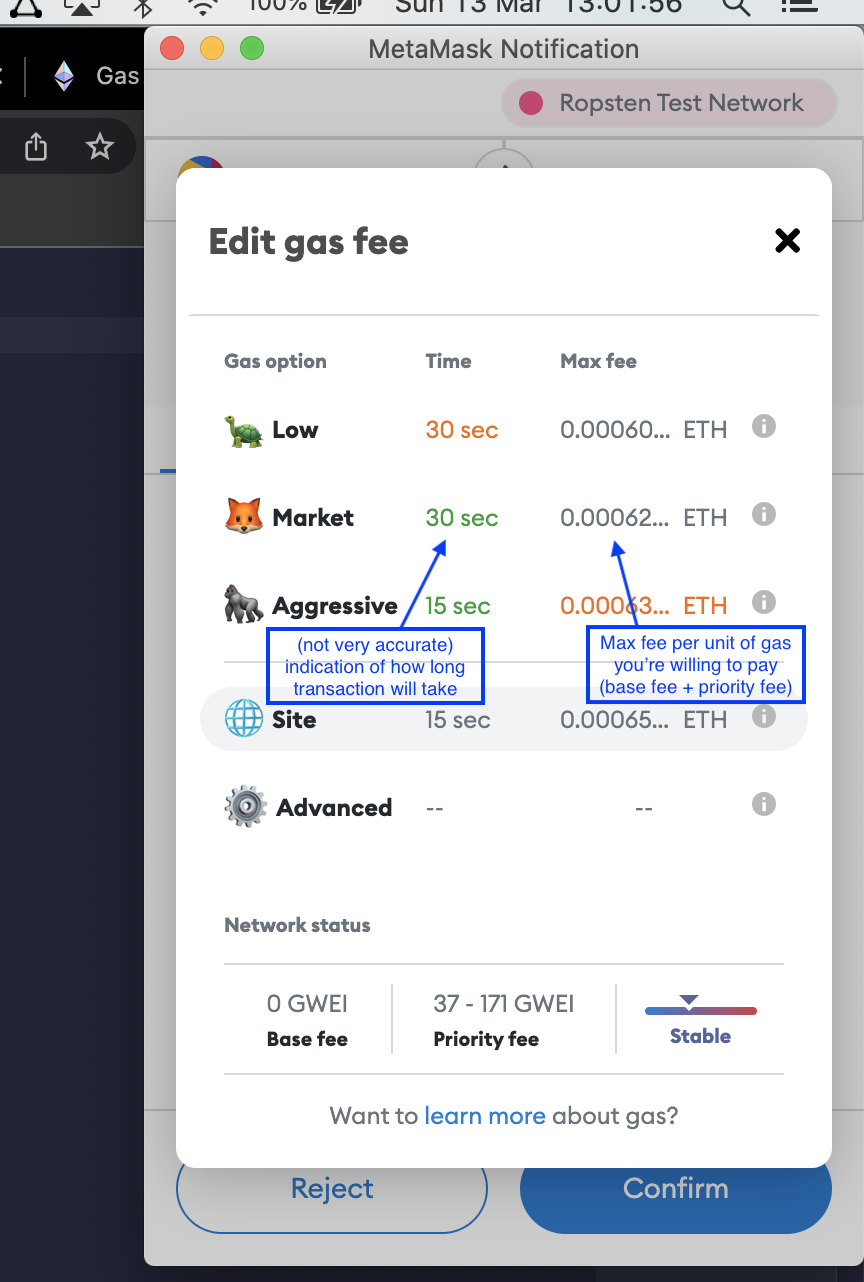 100% Sun 13 Mar 13:01:56
MetaMask Notification
Gas
Ropsten Test Network
Edit gas fee
Gas option Time Max fee
Low 30 sec 0.00060... ETH
Market 30 sec 0.00062... ETH
Aggressive 15 sec 0.00063... ETH
(not very accurate)
indication of how long
transaction will take
Max fee per unit of gas
you're willing to pay
(base fee + priority fee)
Site 15 sec 0.00065... ETH
Advanced -- --
Network status
0 GWEI 37 - 171 GWEI
Base fee Priority fee Stable
Want to learn more about gas?
Reject Confirm